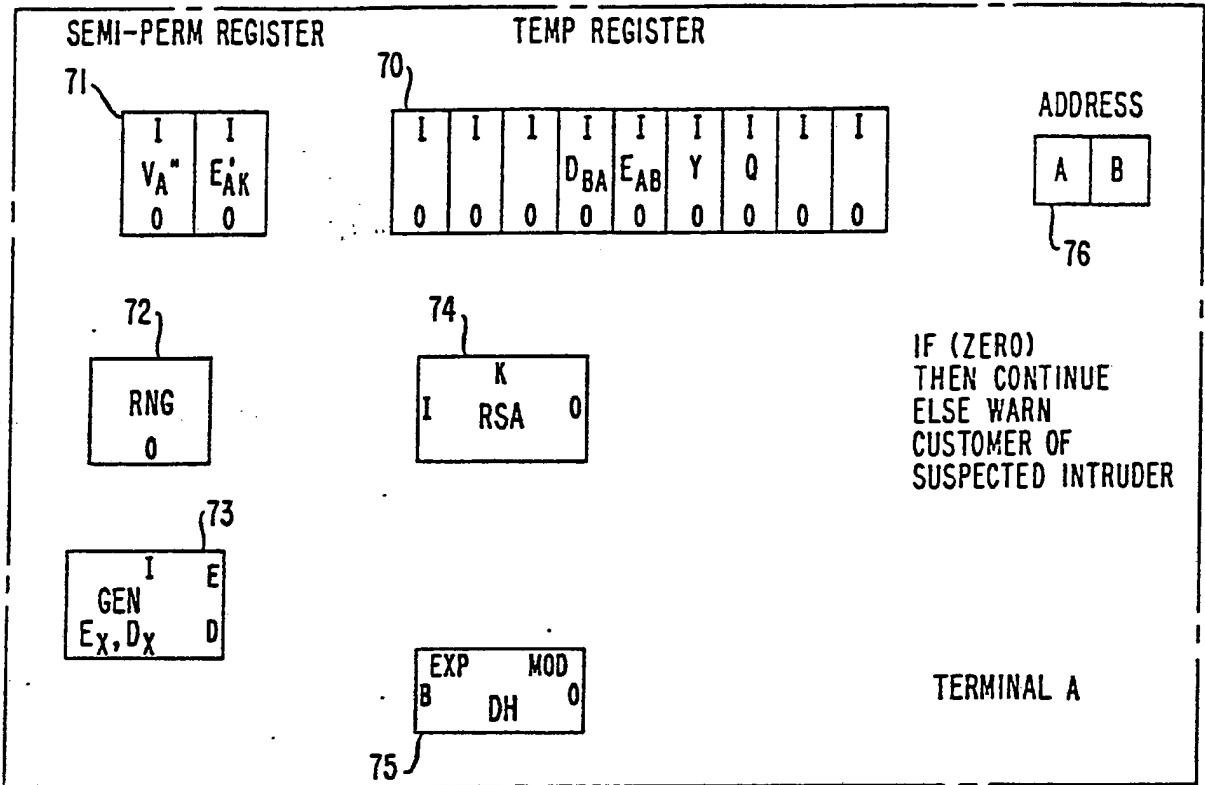 SEMI-PERM REGISTER TEMP REGISTER
71 70
ADDRESS
I I I I I I I I I I I
V_A" E'_AK D_BA E_AB Y Q A B
0 0 0 0 0 0 0 0 0 0 0
76
72 74
K
RNG I RSA 0
0
IF (ZERO)
THEN CONTINUE
ELSE WARN
CUSTOMER OF
SUSPECTED INTRUDER
73
I E
GEN
E_X, D_X D
EXP MOD
B DH 0
75
TERMINAL A